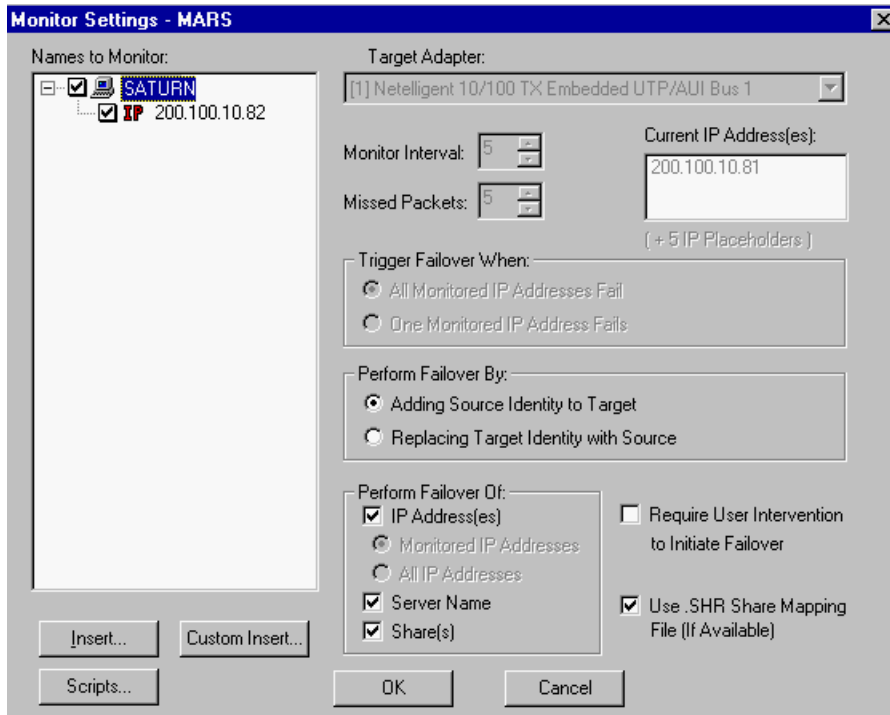 Monitor Settings - MARS
Names to Monitor:
SATURN
IP 200.100.10.82
Insert...
Custom Insert...
Scripts...
Target Adapter:
[1] Netelligent 10/100 TX Embedded UTP/AUI Bus 1
Monitor Interval: 5
Missed Packets: 5
Current IP Address(es):
200.100.10.81
( + 5 IP Placeholders )
Trigger Failover When:
All Monitored IP Addresses Fail
One Monitored IP Address Fails
Perform Failover By:
Adding Source Identity to Target
Replacing Target Identity with Source
Perform Failover Of:
IP Address(es)
Monitored IP Addresses
All IP Addresses
Server Name
Share(s)
Require User Intervention
to Initiate Failover
Use .SHR Share Mapping
File (If Available)
OK
Cancel